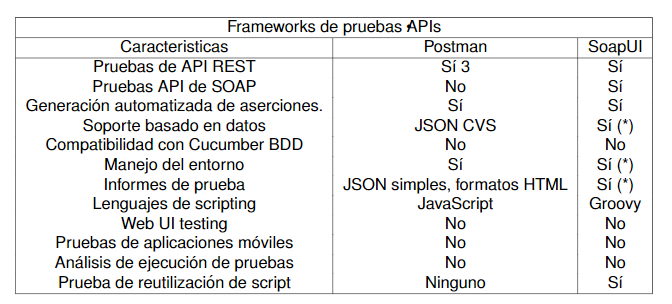 Frameworks de pruebas APIs
Caracteristicas Postman SoapUI
Pruebas de API REST Sí 3 Sí
Pruebas API de SOAP No Sí
Generación automatizada de aserciones. Sí Sí
Soporte basado en datos JSON CVS Sí (*)
Compatibilidad con Cucumber BDD No No
Manejo del entorno Sí Sí (*)
Informes de prueba JSON simples, formatos HTML Sí (*)
Lenguajes de scripting JavaScript Groovy
Web UI testing No No
Pruebas de aplicaciones móviles No No
Análisis de ejecución de pruebas No No
Prueba de reutilización de script Ninguno Sí